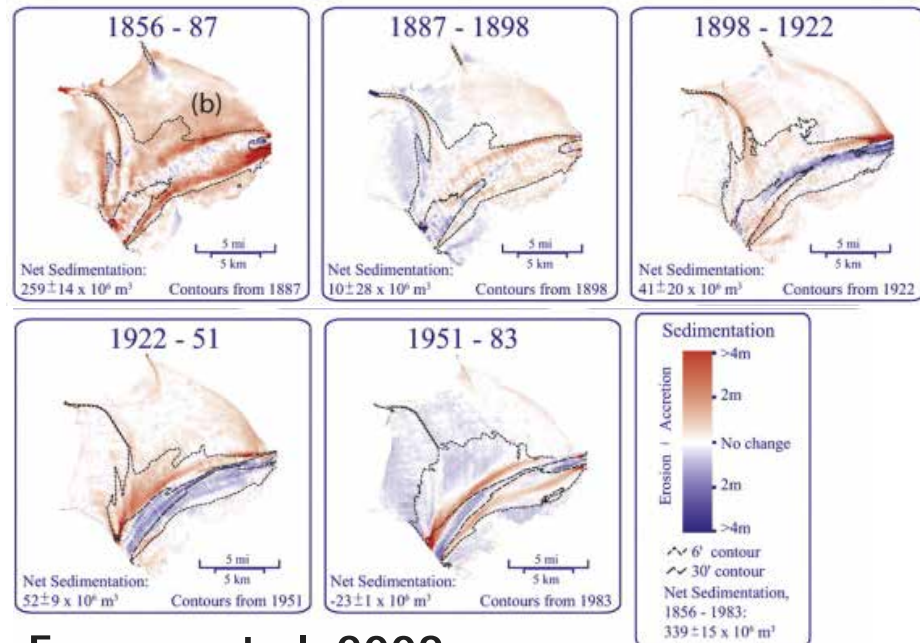 1856 - 87
(b)
5 mi
5 km
Net Sedimentation:
259±14 x 10⁶ m³
Contours from 1887
1887 - 1898
5 mi
5 km
Net Sedimentation:
10±28 x 10⁶ m³
Contours from 1898
1898 - 1922
5 mi
5 km
Net Sedimentation:
41±20 x 10⁶ m³
Contours from 1922
1922 - 51
5 mi
5 km
Net Sedimentation:
52±9 x 10⁶ m³
Contours from 1951
1951 - 83
5 mi
5 km
Net Sedimentation:
-23±1 x 10⁶ m³
Contours from 1983
Sedimentation
>4m
2m
No change
2m
>4m
Accretion
Erosion
6' contour
30' contour
Net Sedimentation,
1856 - 1983:
339±15 x 10⁶ m³